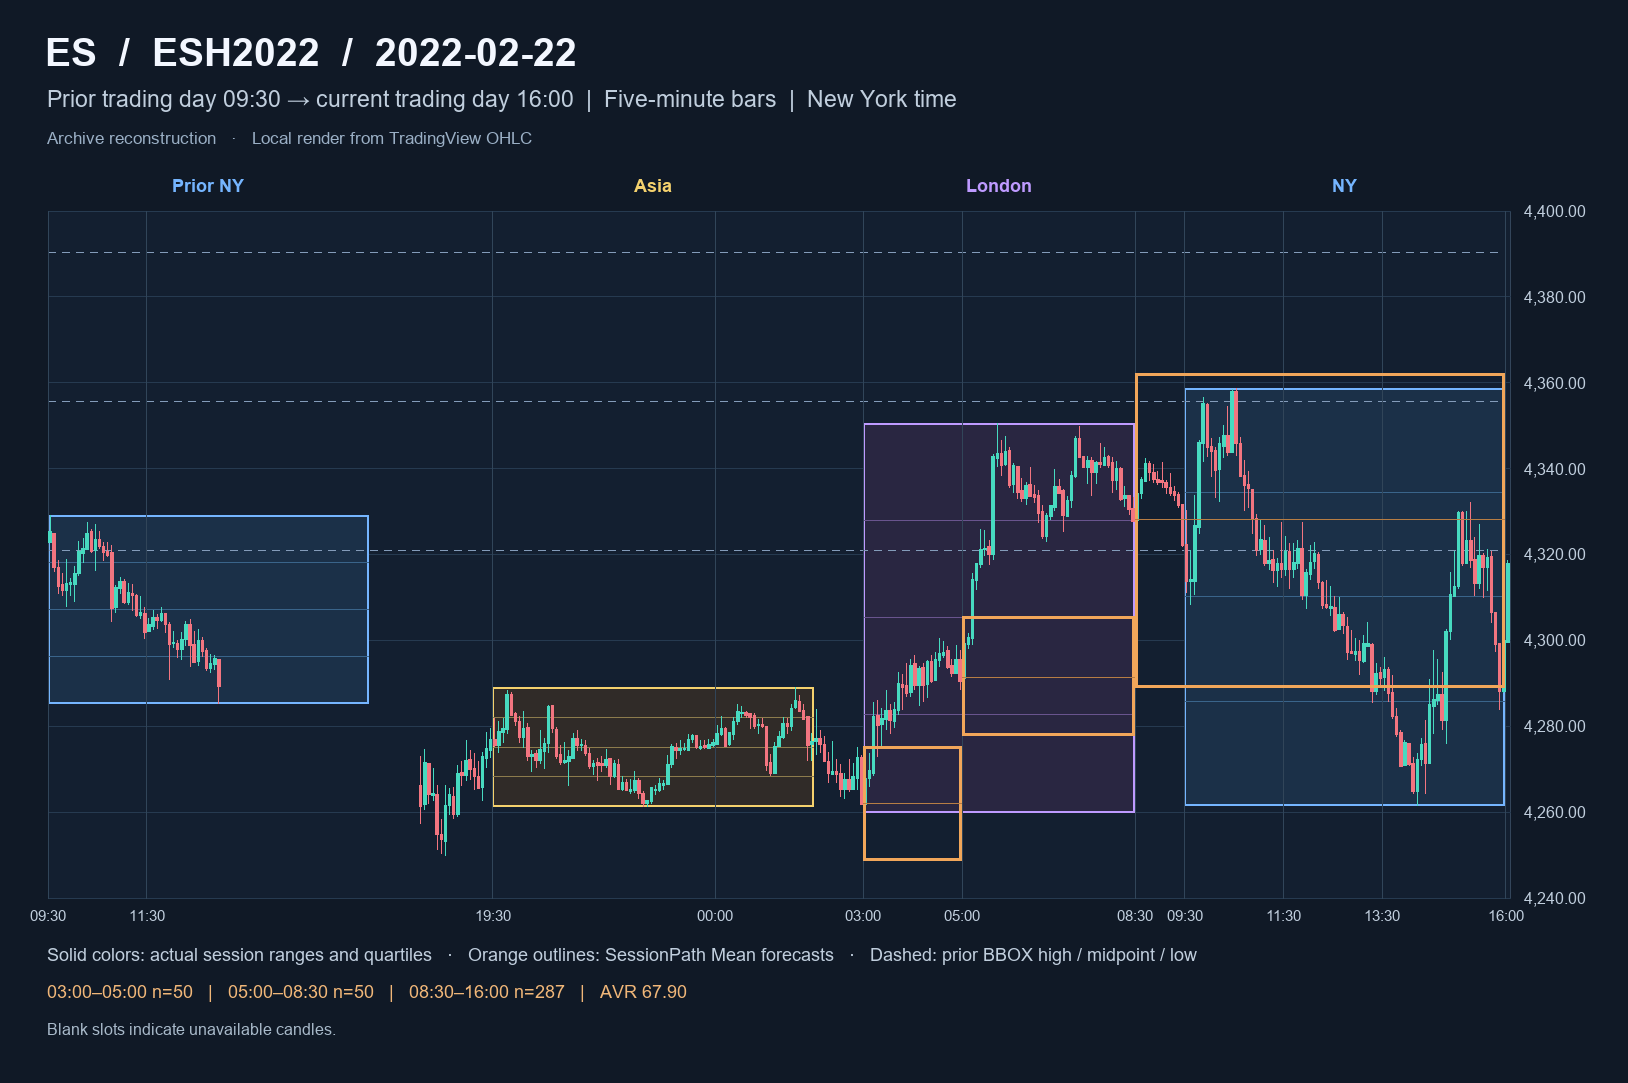 ES / ESH2022 / 2022-02-22
Prior trading day 09:30 → current trading day 16:00 | Five-minute bars | New York time
Archive reconstruction · Local render from TradingView OHLC
Prior NY Asia London NY
4,400.00
4,380.00
4,360.00
4,340.00
4,320.00
4,300.00
4,280.00
4,260.00
4,240.00
09:30 11:30 19:30 00:00 03:00 05:00 08:30 09:30 11:30 13:30 16:00
Solid colors: actual session ranges and quartiles · Orange outlines: SessionPath Mean forecasts · Dashed: prior BBOX high / midpoint / low
03:00–05:00 n=50 | 05:00–08:30 n=50 | 08:30–16:00 n=287 | AVR 67.90
Blank slots indicate unavailable candles.